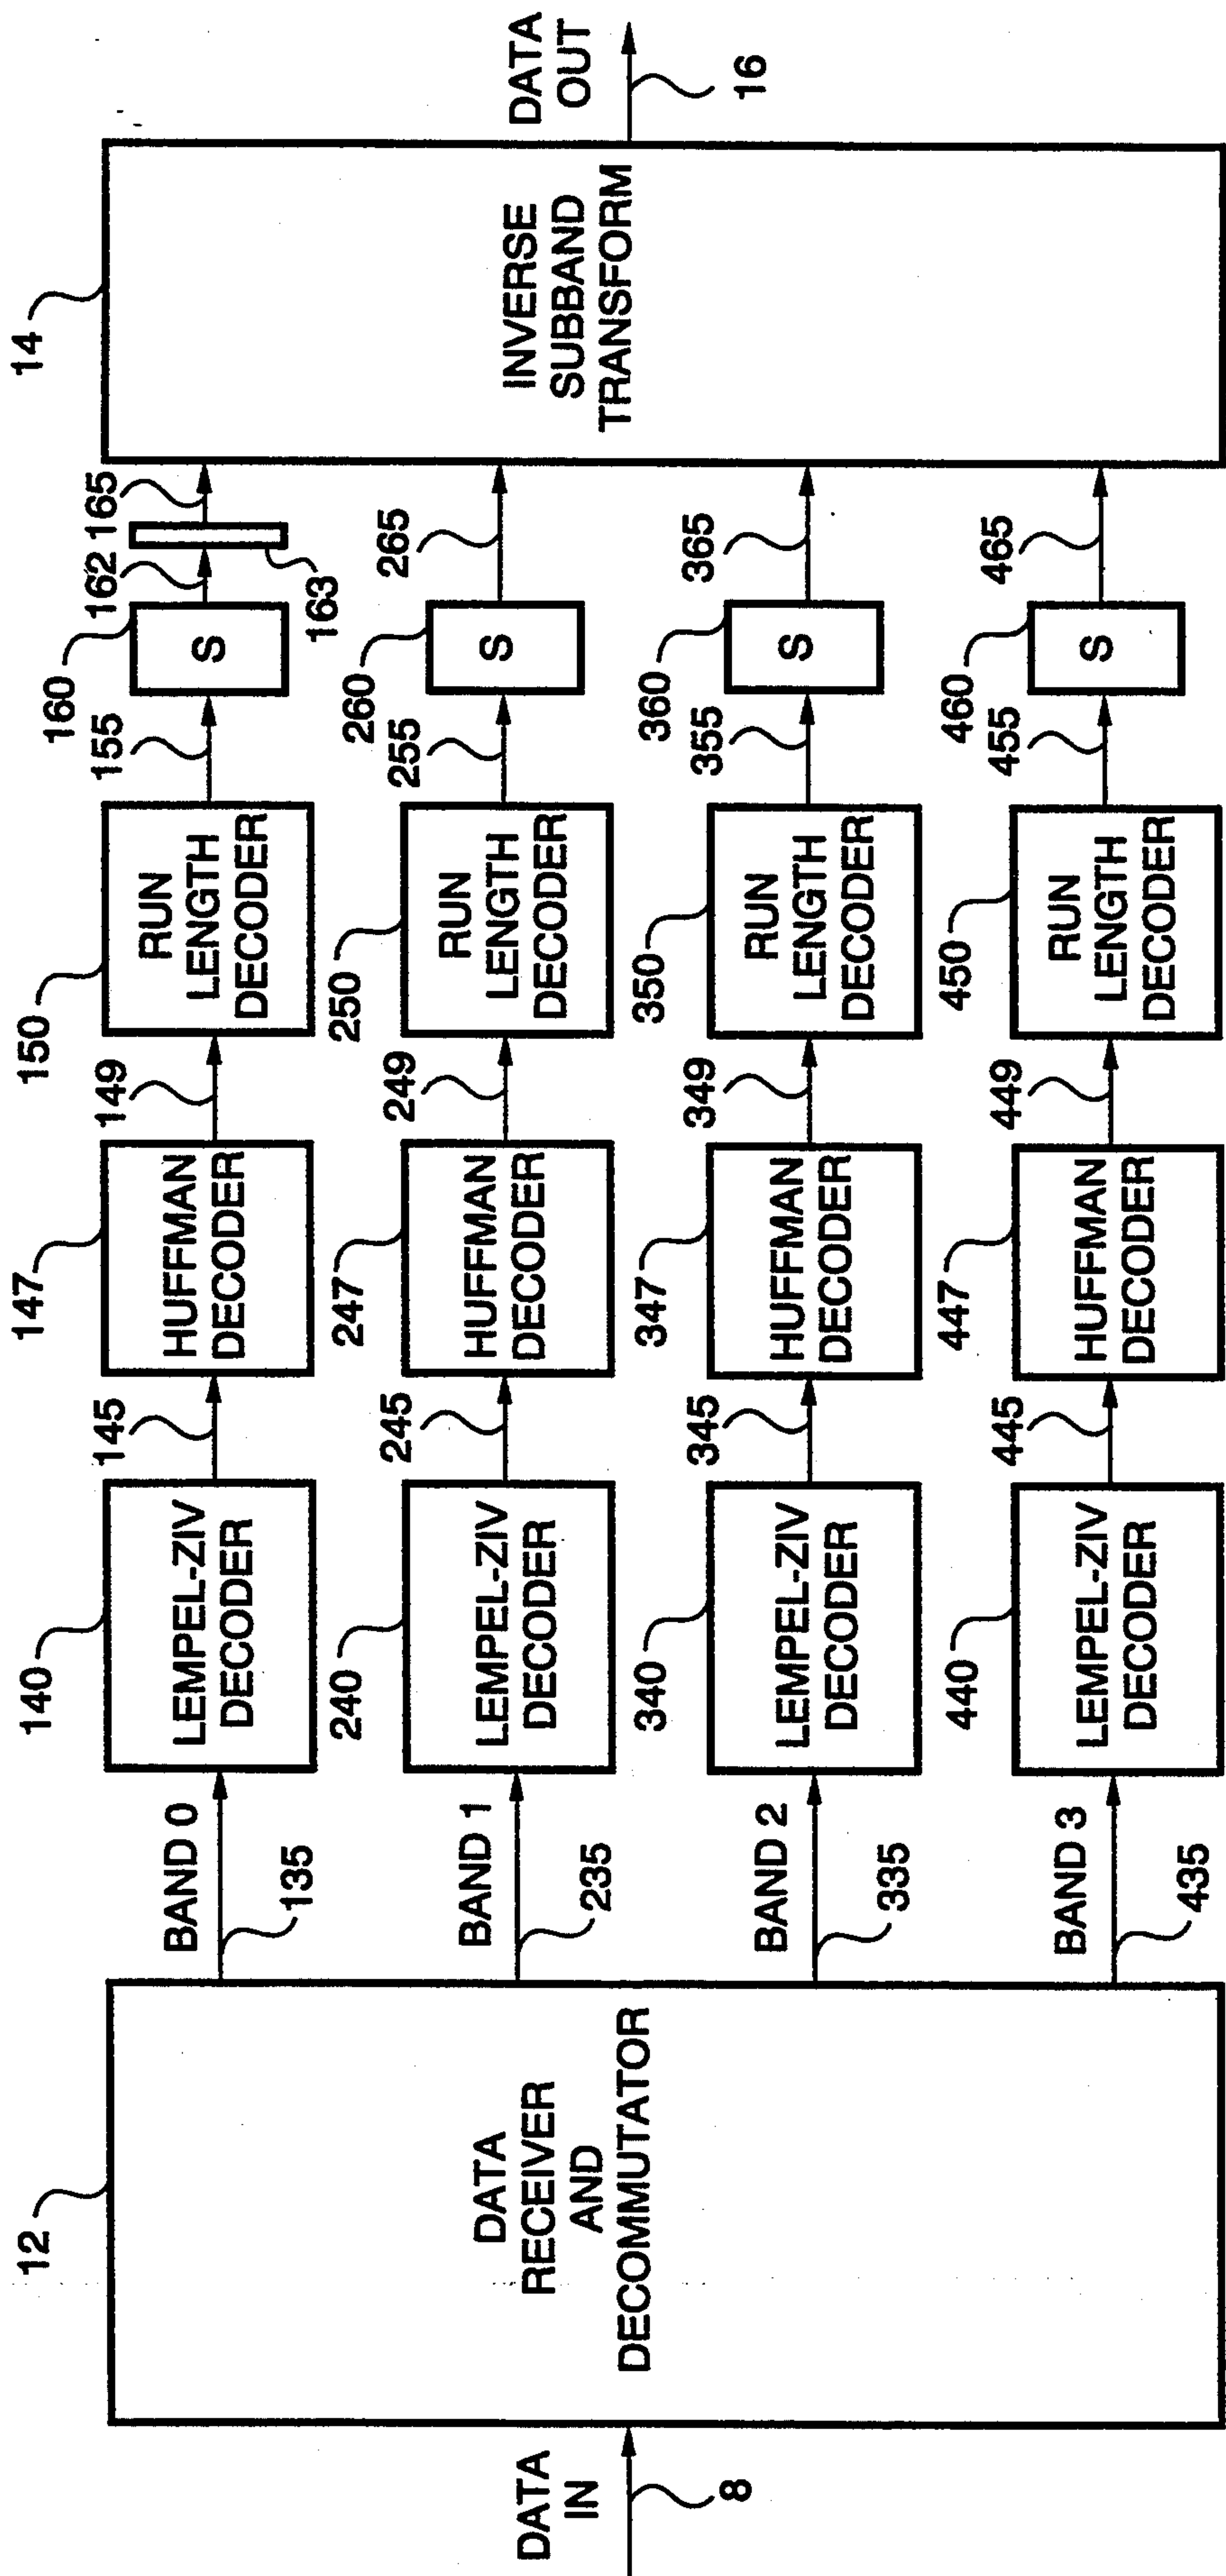 DATA
IN
8
12
DATA
RECEIVER
AND
DECOMMUTATOR
BAND 0
135
140
LEMPEL-ZIV
DECODER
145
147
HUFFMAN
DECODER
149
150
RUN
LENGTH
DECODER
155
160
S
162
163
165
BAND 1
235
240
LEMPEL-ZIV
DECODER
245
247
HUFFMAN
DECODER
249
250
RUN
LENGTH
DECODER
255
260
S
265
BAND 2
335
340
LEMPEL-ZIV
DECODER
345
347
HUFFMAN
DECODER
349
350
RUN
LENGTH
DECODER
355
360
S
365
BAND 3
435
440
LEMPEL-ZIV
DECODER
445
447
HUFFMAN
DECODER
449
450
RUN
LENGTH
DECODER
455
460
S
465
14
INVERSE
SUBBAND
TRANSFORM
DATA
OUT
16